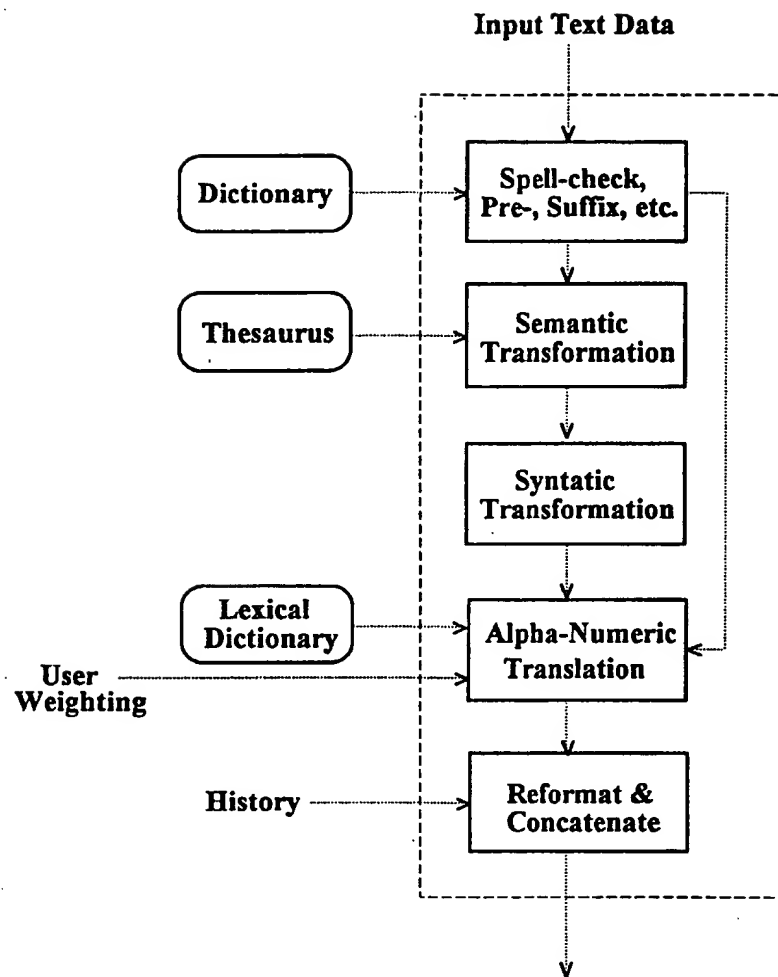 Input Text Data
Dictionary
Spell-check,
Pre-, Suffix, etc.
Thesaurus
Semantic
Transformation
Syntatic
Transformation
Lexical
Dictionary
Alpha-Numeric
Translation
User
Weighting
History
Reformat &
Concatenate